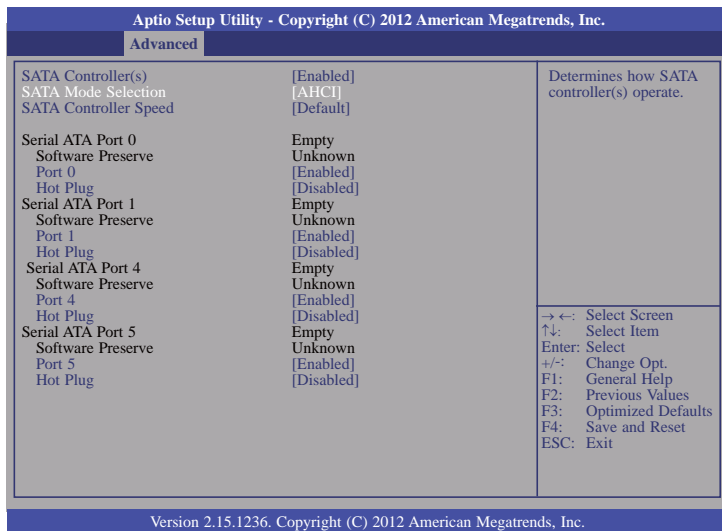 Aptio Setup Utility - Copyright (C) 2012 American Megatrends, Inc.
Advanced
SATA Controller(s) [Enabled]
SATA Mode Selection [AHCI]
SATA Controller Speed [Default]
Serial ATA Port 0 Empty
Software Preserve Unknown
Port 0 [Enabled]
Hot Plug [Disabled]
Serial ATA Port 1 Empty
Software Preserve Unknown
Port 1 [Enabled]
Hot Plug [Disabled]
Serial ATA Port 4 Empty
Software Preserve Unknown
Port 4 [Enabled]
Hot Plug [Disabled]
Serial ATA Port 5 Empty
Software Preserve Unknown
Port 5 [Enabled]
Hot Plug [Disabled]
Determines how SATA
controller(s) operate.
→ ←: Select Screen
↑↓: Select Item
Enter: Select
+/-: Change Opt.
F1: General Help
F2: Previous Values
F3: Optimized Defaults
F4: Save and Reset
ESC: Exit
Version 2.15.1236. Copyright (C) 2012 American Megatrends, Inc.